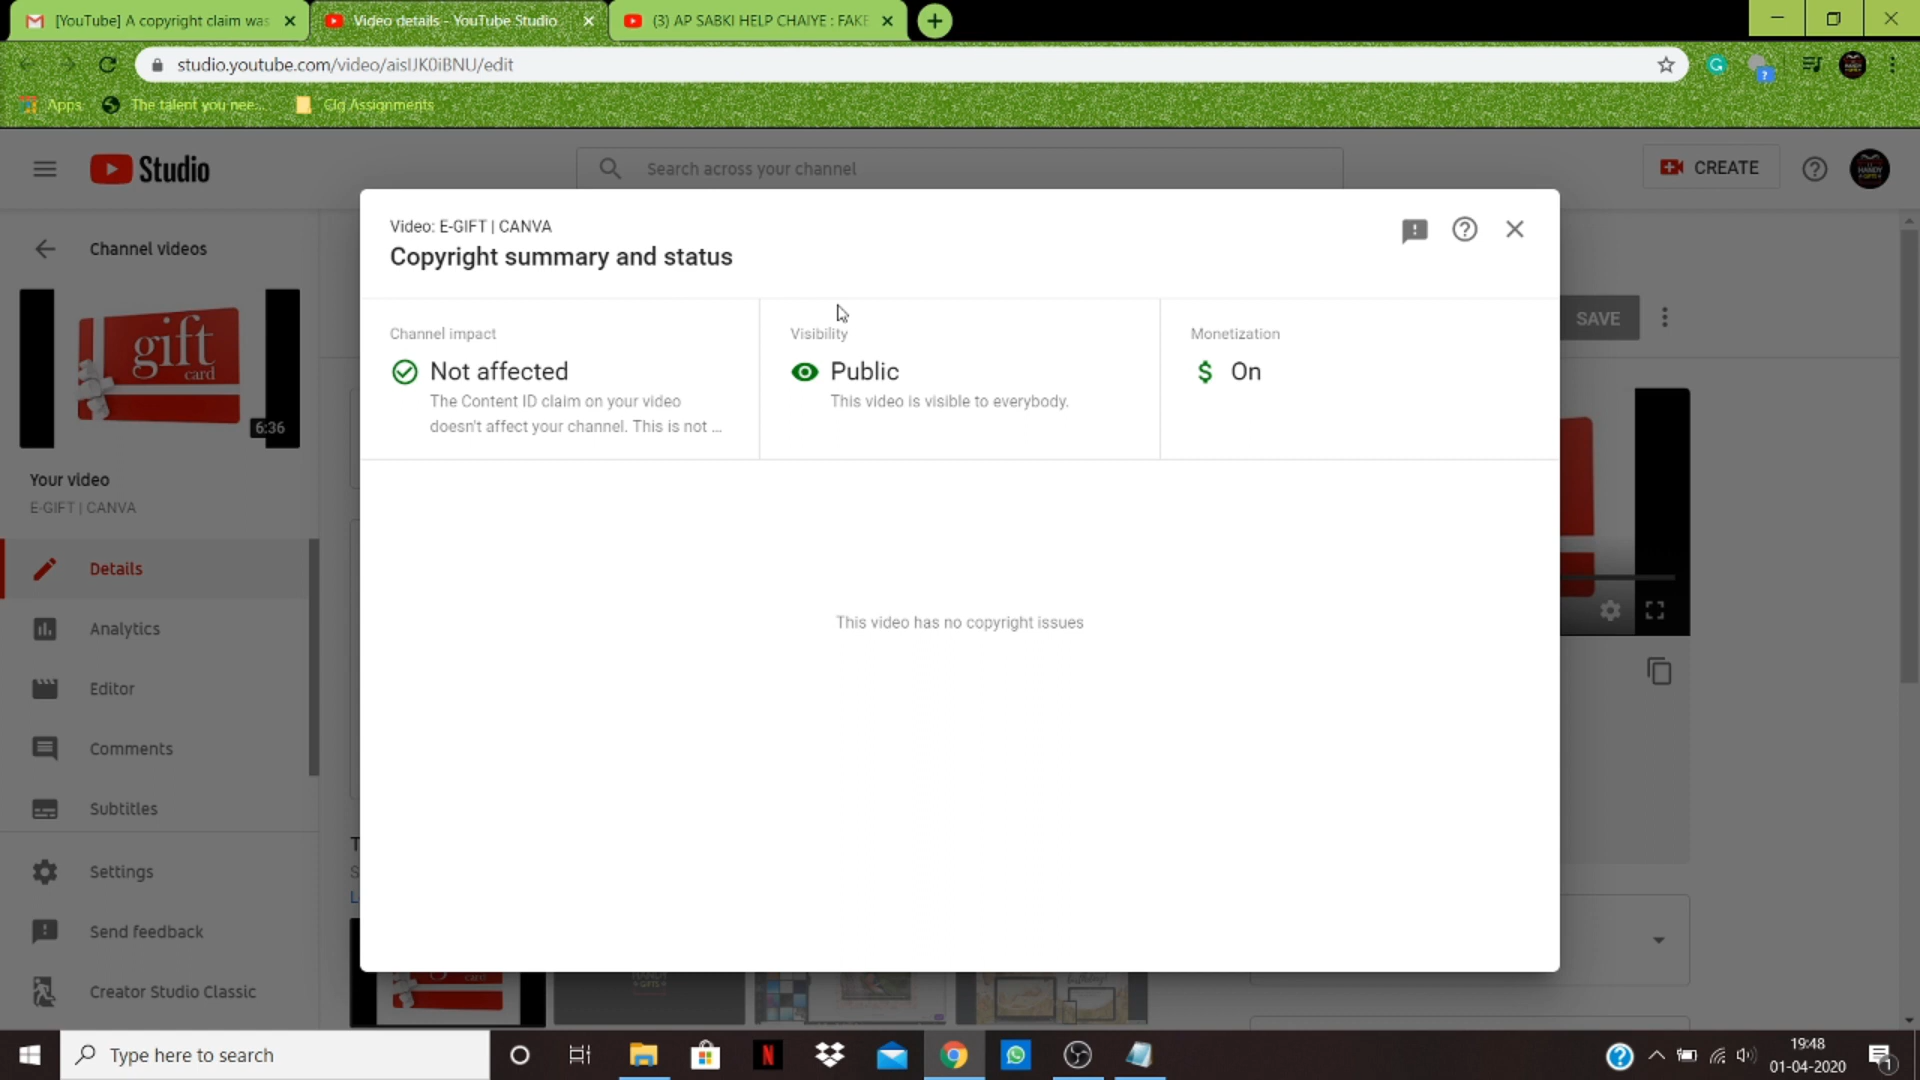 [YouTube] A copyright claim was
Video details - YouTube Studio
(3) AP SABKI HELP CHAIYE : FAKE
studio.youtube.com/video/aisIJK0iBNU/edit
Apps
The talent you nee...
Clg Assignments
Studio
Search across your channel
CREATE
Channel videos
gift
card
6:36
Your video
E-GIFT | CANVA
Details
Analytics
Editor
Comments
Subtitles
Settings
Send feedback
Creator Studio Classic
SAVE
Video: E-GIFT | CANVA
Copyright summary and status
Channel impact
Not affected
The Content ID claim on your video
doesn't affect your channel. This is not ...
Visibility
Public
This video is visible to everybody.
Monetization
On
This video has no copyright issues
Type here to search
19:48
01-04-2020
1